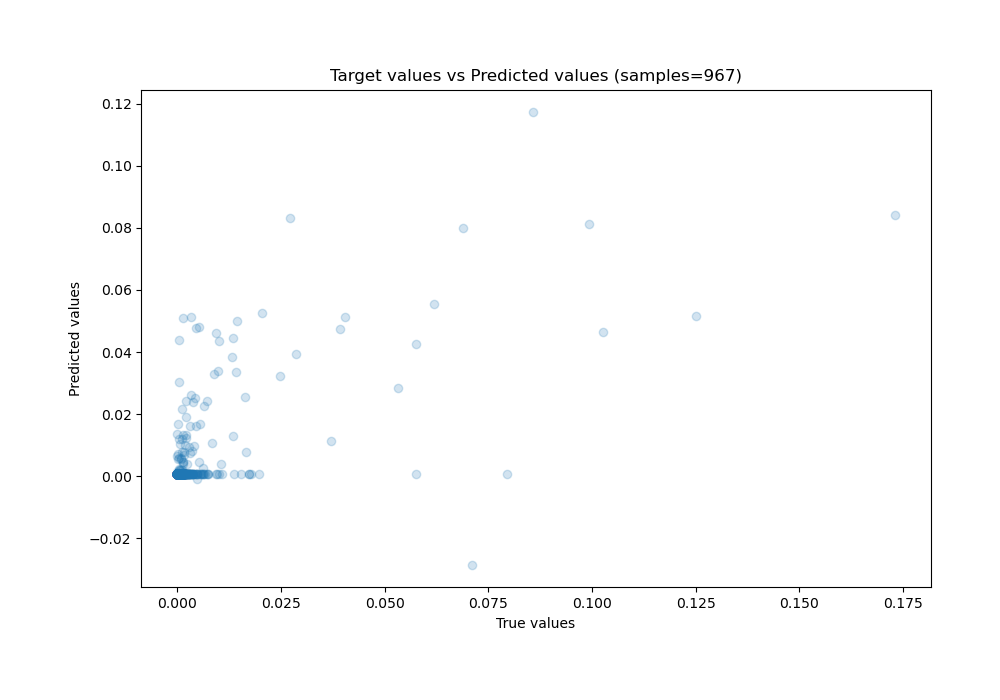 Target values vs Predicted values (samples=967)
0.12
0.10
0.08
0.06
0.04
0.02
0.00
−0.02
Predicted values
0.000 0.025 0.050 0.075 0.100 0.125 0.150 0.175
True values